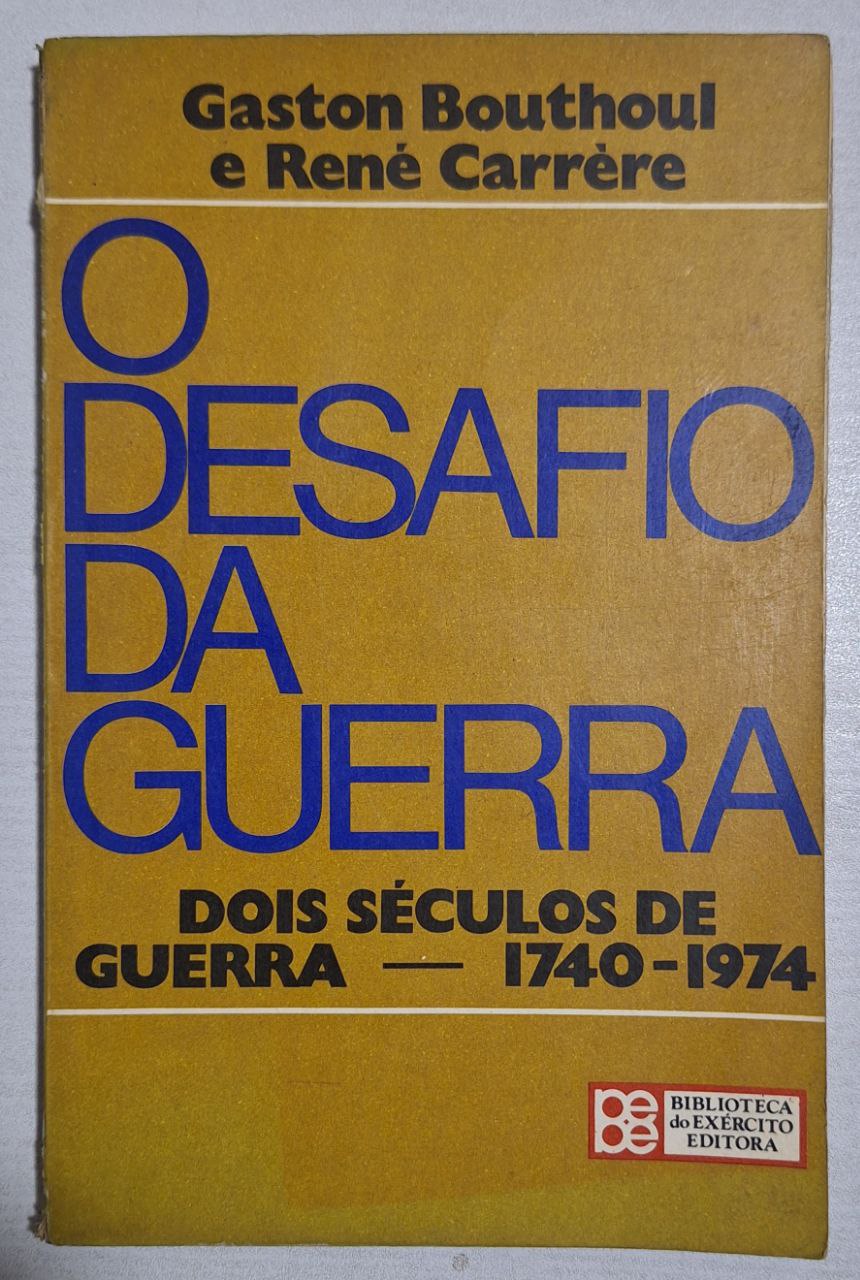 Gaston Bouthoul
e René Carrère
O
DESAFIO
DA
GUERRA
DOIS SÉCULOS DE
GUERRA — 1740-1974
BIBLIOTECA
do EXÉRCITO
EDITORA